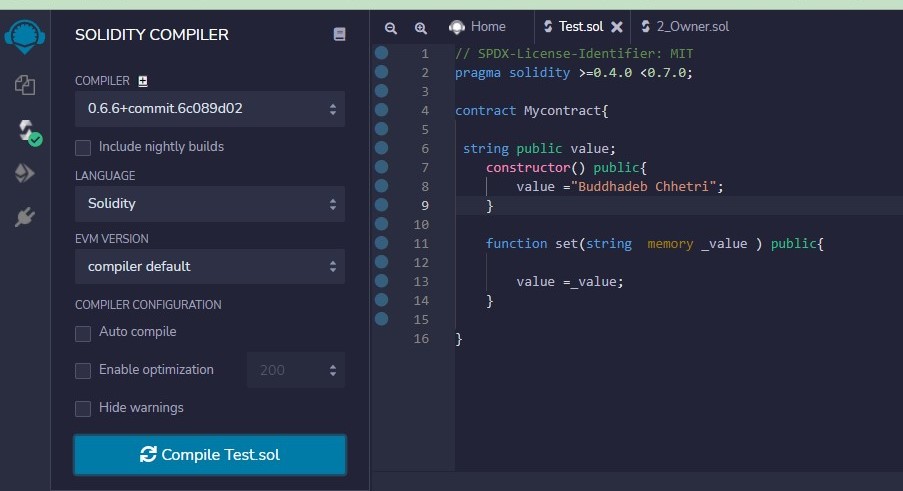 SOLIDITY COMPILER
COMPILER
0.6.6+commit.6c089d02
Include nightly builds
LANGUAGE
Solidity
EVM VERSION
compiler default
COMPILER CONFIGURATION
Auto compile
Enable optimization 200
Hide warnings
Compile Test.sol
Home Test.sol 2_Owner.sol
1 // SPDX-License-Identifier: MIT
2 pragma solidity >=0.4.0 <0.7.0;
3
4 contract Mycontract{
5
6 string public value;
7 constructor() public{
8 value ="Buddhadeb Chhetri";
9 }
10
11 function set(string  memory _value ) public{
12
13 value =_value;
14 }
15
16 }